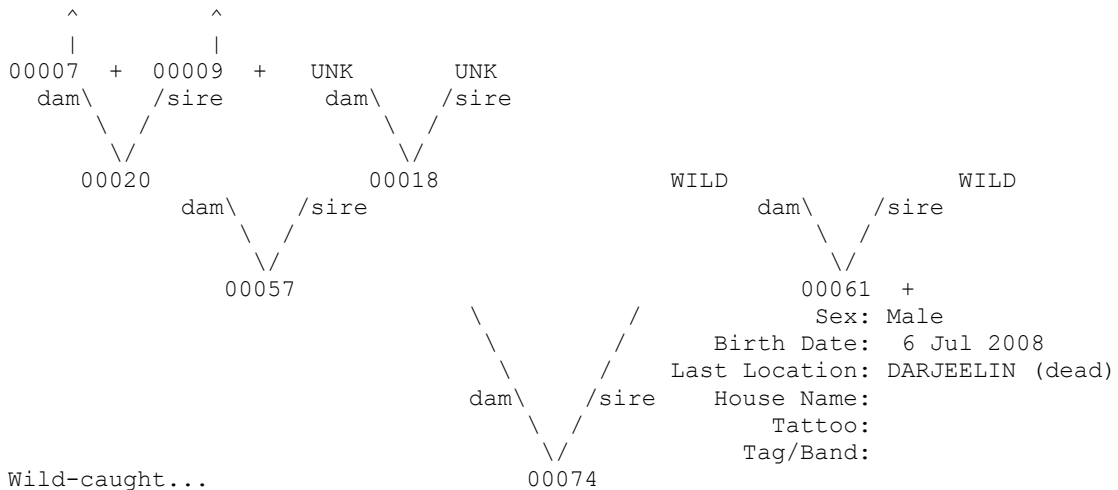 ^ ^
| |
00007 + 00009 + UNK UNK
dam\ /sire dam\ /sire
\ / \ /
\/ \/
00020 00018 WILD WILD
dam\ /sire dam\ /sire
\ / \ /
\/ \/
00057 00061 +
\ / Sex: Male
\ / Birth Date: 6 Jul 2008
\ / Last Location: DARJEELIN (dead)
dam\ /sire House Name:
\ / Tattoo:
\/ Tag/Band:
Wild-caught... 00074